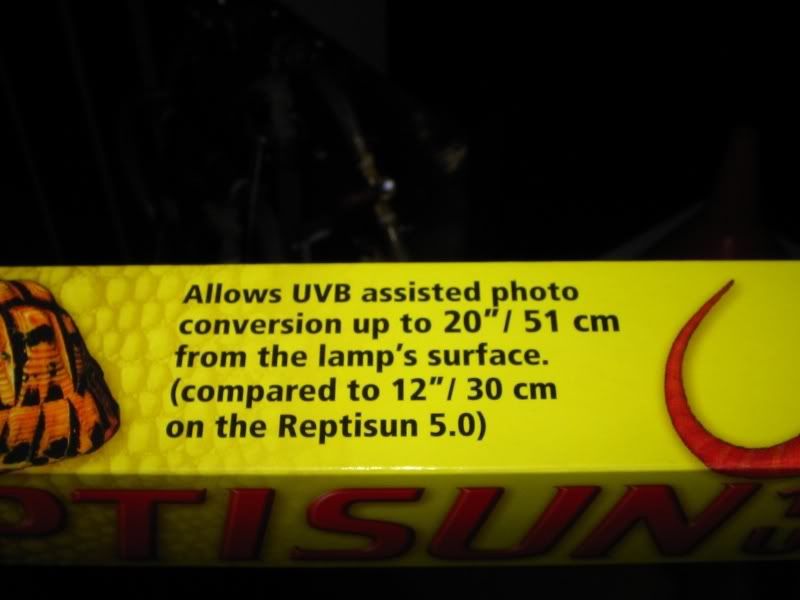 Allows UVB assisted photo
conversion up to 20"/ 51 cm
from the lamp's surface.
(compared to 12"/ 30 cm
on the Reptisun 5.0)
PTISUN